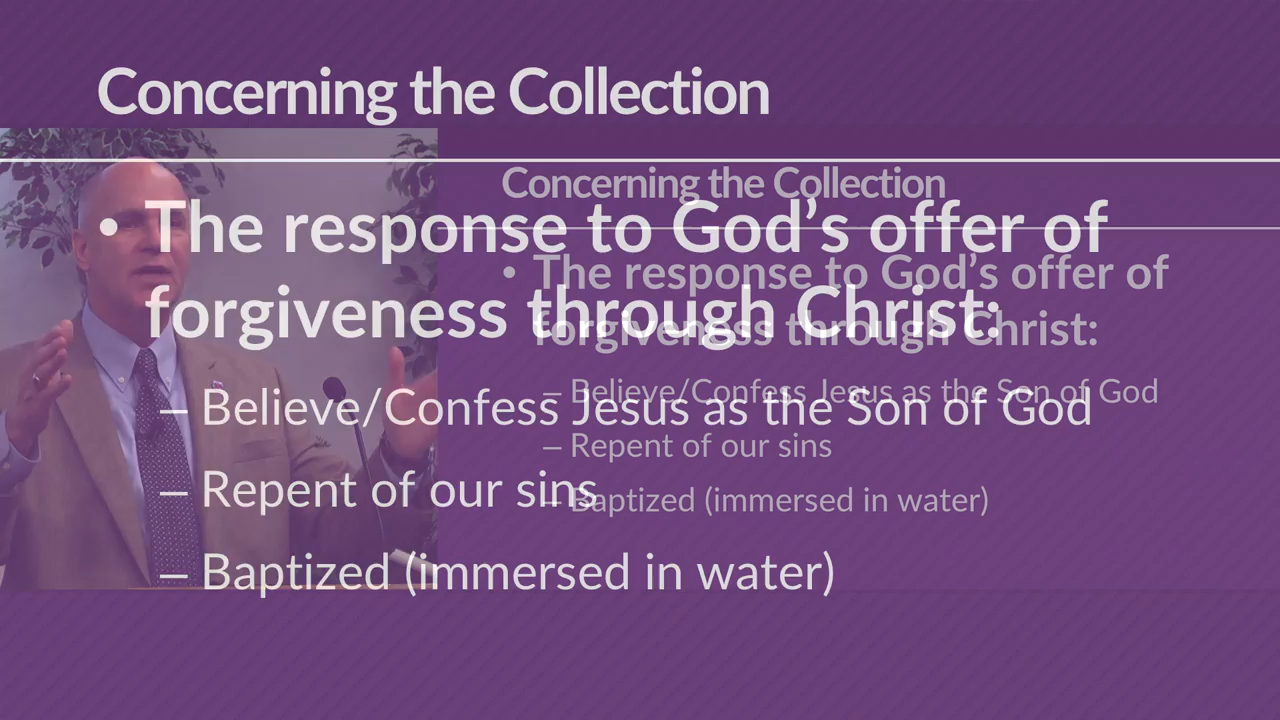 Concerning the Collection
• The response to God’s offer of
forgiveness through Christ:
– Believe/Confess Jesus as the Son of God
– Repent of our sins
– Baptized (immersed in water)
Concerning the Collection
• The response to God’s offer of
forgiveness through Christ:
– Believe/Confess Jesus as the Son of God
– Repent of our sins
– Baptized (immersed in water)